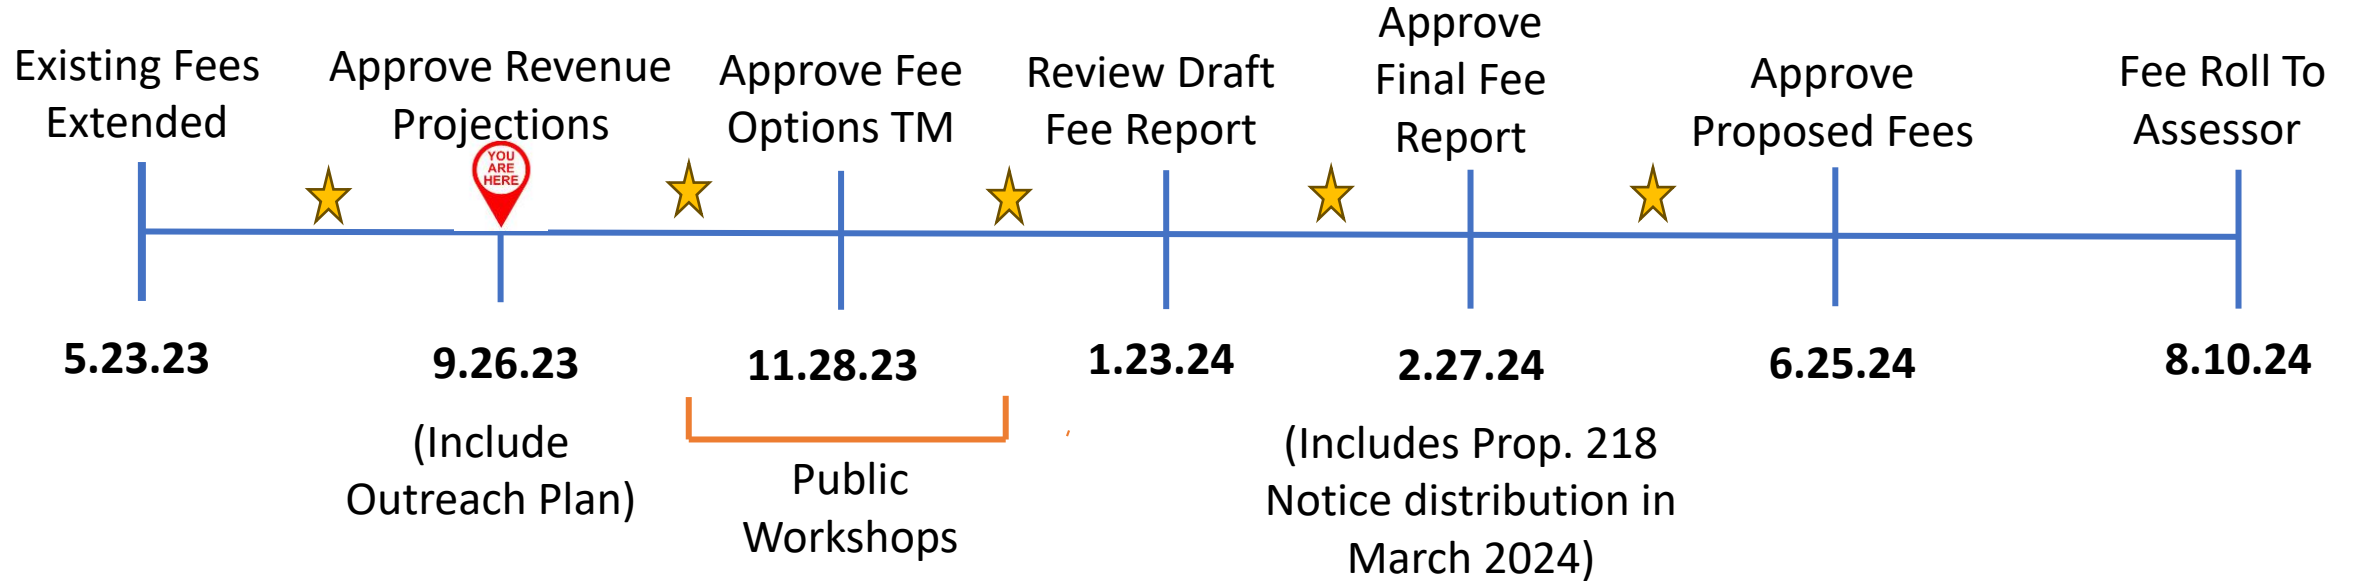 Existing Fees
Extended
Approve Revenue
Projections
YOU
ARE
HERE
Approve Fee
Options TM
Review Draft
Fee Report
Approve
Final Fee
Report
Approve
Proposed Fees
Fee Roll To
Assessor
5.23.23
9.26.23
11.28.23
1.23.24
2.27.24
6.25.24
8.10.24
(Include
Outreach Plan)
Public
Workshops
(Includes Prop. 218
Notice distribution in
March 2024)